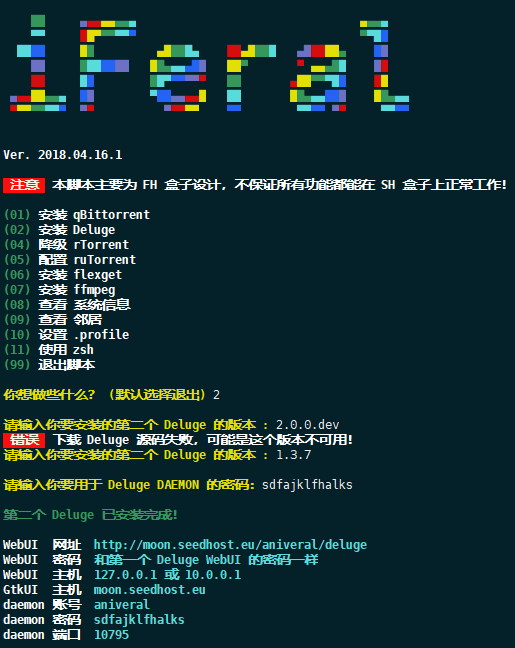 iFeral
Ver. 2018.04.16.1
注意 本脚本主要为 FH 盒子设计，不保证所有功能都能在 SH 盒子上正常工作！
(01) 安装 qBittorrent
(02) 安装 Deluge
(04) 降级 rTorrent
(05) 配置 ruTorrent
(06) 安装 flexget
(07) 安装 ffmpeg
(08) 查看 系统信息
(09) 查看 邻居
(10) 设置 .profile
(11) 使用 zsh
(99) 退出脚本
你想做些什么？ (默认选择退出) 2
请输入你要安装的第二个 Deluge 的版本 : 2.0.0.dev
错误 下载 Deluge 源码失败，可能是这个版本不可用！
请输入你要安装的第二个 Deluge 的版本 : 1.3.7
请输入你要用于 Deluge DAEMON 的密码: sdfajklfhalks
第二个 Deluge 已安装完成！
WebUI 网址 http://moon.seedhost.eu/aniveral/deluge
WebUI 密码 和第一个 Deluge WebUI 的密码一样
WebUI 主机 127.0.0.1 或 10.0.0.1
GtkUI 主机 moon.seedhost.eu
daemon 账号 aniveral
daemon 密码 sdfajklfhalks
daemon 端口 10795